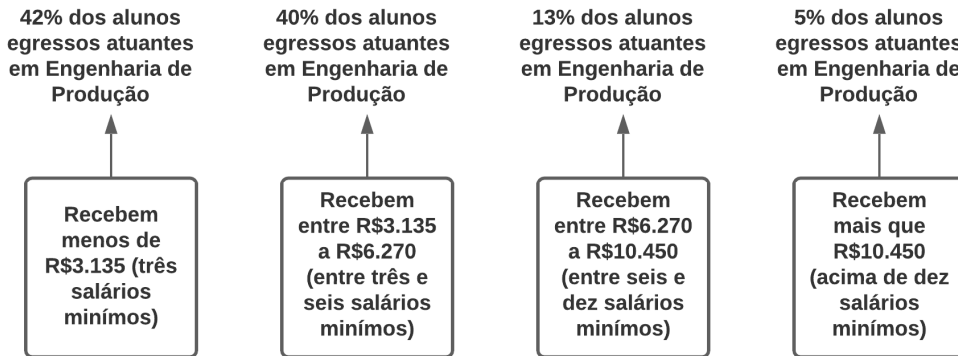 42% dos alunos
egressos atuantes
em Engenharia de
Produção
40% dos alunos
egressos atuantes
em Engenharia de
Produção
13% dos alunos
egressos atuantes
em Engenharia de
Produção
5% dos alunos
egressos atuantes
em Engenharia de
Produção
Recebem
menos de
R$3.135 (três
salários
minímos)
Recebem
entre R$3.135
a R$6.270
(entre três e
seis salários
minímos)
Recebem
entre R$6.270
a R$10.450
(entre seis e
dez salários
minímos)
Recebem
mais que
R$10.450
(acima de dez
salários
minímos)